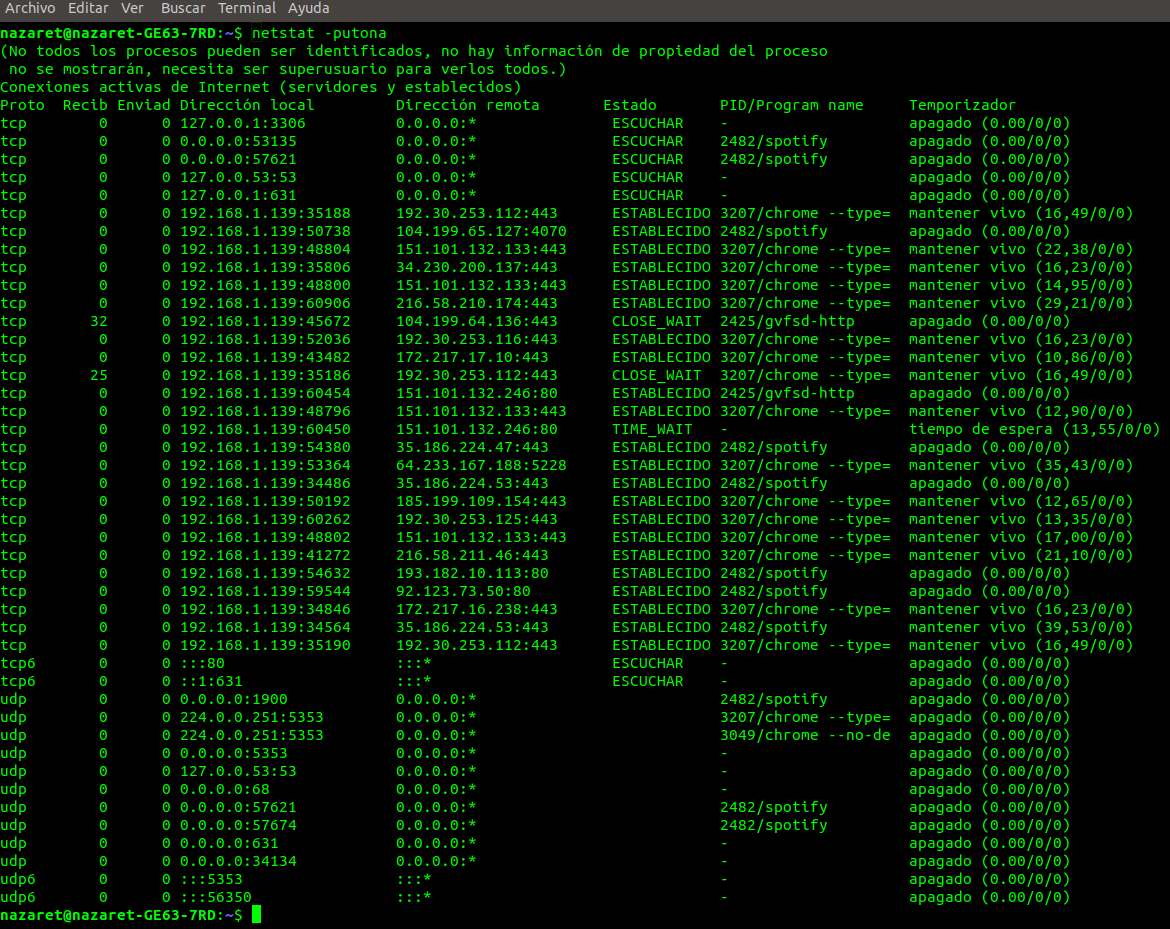 Archivo Editar Ver Buscar Terminal Ayuda
nazaret@nazaret-GE63-7RD:~$ netstat -putona
(No todos los procesos pueden ser identificados, no hay información de propiedad del proceso
 no se mostrarán, necesita ser superusuario para verlos todos.)
Conexiones activas de Internet (servidores y establecidos)
Proto Recib Enviad Dirección local Dirección remota Estado PID/Program name Temporizador
tcp 0 0 127.0.0.1:3306 0.0.0.0:* ESCUCHAR - apagado (0.00/0/0)
tcp 0 0 0.0.0.0:53135 0.0.0.0:* ESCUCHAR 2482/spotify apagado (0.00/0/0)
tcp 0 0 0.0.0.0:57621 0.0.0.0:* ESCUCHAR 2482/spotify apagado (0.00/0/0)
tcp 0 0 127.0.0.53:53 0.0.0.0:* ESCUCHAR - apagado (0.00/0/0)
tcp 0 0 127.0.0.1:631 0.0.0.0:* ESCUCHAR - apagado (0.00/0/0)
tcp 0 0 192.168.1.139:35188 192.30.253.112:443 ESTABLECIDO 3207/chrome --type= mantener vivo (16,49/0/0)
tcp 0 0 192.168.1.139:50738 104.199.65.127:4070 ESTABLECIDO 2482/spotify apagado (0.00/0/0)
tcp 0 0 192.168.1.139:48804 151.101.132.133:443 ESTABLECIDO 3207/chrome --type= mantener vivo (22,38/0/0)
tcp 0 0 192.168.1.139:35806 34.230.200.137:443 ESTABLECIDO 3207/chrome --type= mantener vivo (16,23/0/0)
tcp 0 0 192.168.1.139:48800 151.101.132.133:443 ESTABLECIDO 3207/chrome --type= mantener vivo (14,95/0/0)
tcp 0 0 192.168.1.139:60906 216.58.210.174:443 ESTABLECIDO 3207/chrome --type= mantener vivo (29,21/0/0)
tcp 32 0 192.168.1.139:45672 104.199.64.136:443 CLOSE_WAIT 2425/gvfsd-http apagado (0.00/0/0)
tcp 0 0 192.168.1.139:52036 192.30.253.116:443 ESTABLECIDO 3207/chrome --type= mantener vivo (16,23/0/0)
tcp 0 0 192.168.1.139:43482 172.217.17.10:443 ESTABLECIDO 3207/chrome --type= mantener vivo (10,86/0/0)
tcp 25 0 192.168.1.139:35186 192.30.253.112:443 CLOSE_WAIT 3207/chrome --type= mantener vivo (16,49/0/0)
tcp 0 0 192.168.1.139:60454 151.101.132.246:80 ESTABLECIDO 2425/gvfsd-http apagado (0.00/0/0)
tcp 0 0 192.168.1.139:48796 151.101.132.133:443 ESTABLECIDO 3207/chrome --type= mantener vivo (12,90/0/0)
tcp 0 0 192.168.1.139:60450 151.101.132.246:80 TIME_WAIT - tiempo de espera (13,55/0/0)
tcp 0 0 192.168.1.139:54380 35.186.224.47:443 ESTABLECIDO 2482/spotify apagado (0.00/0/0)
tcp 0 0 192.168.1.139:53364 64.233.167.188:5228 ESTABLECIDO 3207/chrome --type= mantener vivo (35,43/0/0)
tcp 0 0 192.168.1.139:34486 35.186.224.53:443 ESTABLECIDO 2482/spotify apagado (0.00/0/0)
tcp 0 0 192.168.1.139:50192 185.199.109.154:443 ESTABLECIDO 3207/chrome --type= mantener vivo (12,65/0/0)
tcp 0 0 192.168.1.139:60262 192.30.253.125:443 ESTABLECIDO 3207/chrome --type= mantener vivo (13,35/0/0)
tcp 0 0 192.168.1.139:48802 151.101.132.133:443 ESTABLECIDO 3207/chrome --type= mantener vivo (17,00/0/0)
tcp 0 0 192.168.1.139:41272 216.58.211.46:443 ESTABLECIDO 3207/chrome --type= mantener vivo (21,10/0/0)
tcp 0 0 192.168.1.139:54632 193.182.10.113:80 ESTABLECIDO 2482/spotify apagado (0.00/0/0)
tcp 0 0 192.168.1.139:59544 92.123.73.50:80 ESTABLECIDO 2482/spotify apagado (0.00/0/0)
tcp 0 0 192.168.1.139:34846 172.217.16.238:443 ESTABLECIDO 3207/chrome --type= mantener vivo (16,23/0/0)
tcp 0 0 192.168.1.139:34564 35.186.224.53:443 ESTABLECIDO 2482/spotify mantener vivo (39,53/0/0)
tcp 0 0 192.168.1.139:35190 192.30.253.112:443 ESTABLECIDO 3207/chrome --type= mantener vivo (16,49/0/0)
tcp6 0 0 :::80 :::* ESCUCHAR - apagado (0.00/0/0)
tcp6 0 0 ::1:631 :::* ESCUCHAR - apagado (0.00/0/0)
udp 0 0 0.0.0.0:1900 0.0.0.0:* 2482/spotify apagado (0.00/0/0)
udp 0 0 224.0.0.251:5353 0.0.0.0:* 3207/chrome --type= apagado (0.00/0/0)
udp 0 0 224.0.0.251:5353 0.0.0.0:* 3049/chrome --no-de apagado (0.00/0/0)
udp 0 0 0.0.0.0:5353 0.0.0.0:* - apagado (0.00/0/0)
udp 0 0 127.0.0.53:53 0.0.0.0:* - apagado (0.00/0/0)
udp 0 0 0.0.0.0:68 0.0.0.0:* - apagado (0.00/0/0)
udp 0 0 0.0.0.0:57621 0.0.0.0:* 2482/spotify apagado (0.00/0/0)
udp 0 0 0.0.0.0:57674 0.0.0.0:* 2482/spotify apagado (0.00/0/0)
udp 0 0 0.0.0.0:631 0.0.0.0:* - apagado (0.00/0/0)
udp 0 0 0.0.0.0:34134 0.0.0.0:* - apagado (0.00/0/0)
udp6 0 0 :::5353 :::* - apagado (0.00/0/0)
udp6 0 0 :::56350 :::* - apagado (0.00/0/0)
nazaret@nazaret-GE63-7RD:~$